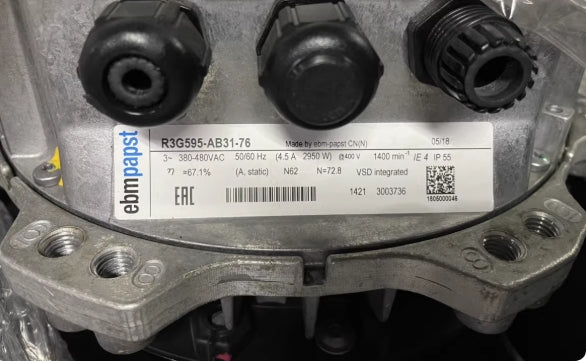 ebmpapst
R3G595-AB31-76 Made by ebm-papst CN(N) 05/18
3~ 380-480VAC 50/60 Hz (4.5 A 2950 W) @400 V 1400 min⁻¹ IE 4 IP 55
η =67.1% (A, static) N62 N=72.8 VSD integrated
EAC 1421 3003736
1805000046